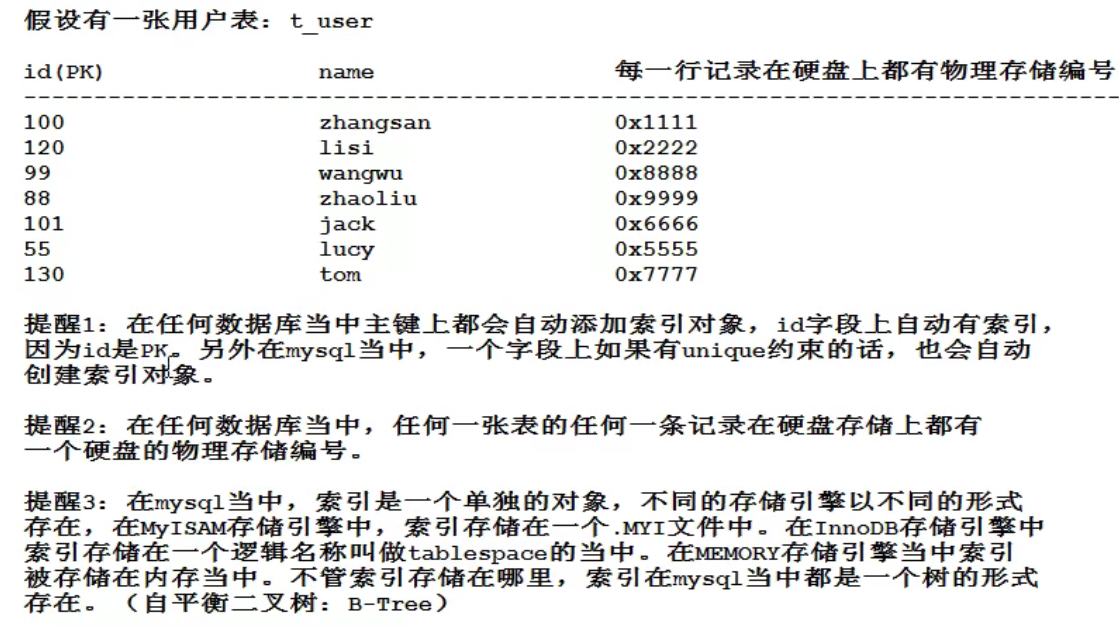 假设有一张用户表：t_user
id(PK) name 每一行记录在硬盘上都有物理存储编号
----------------------------------------------------------------------------------
100 zhangsan 0x1111
120 lisi 0x2222
99 wangwu 0x8888
88 zhaoliu 0x9999
101 jack 0x6666
55 lucy 0x5555
130 tom 0x7777
提醒1：在任何数据库当中主键上都会自动添加索引对象，id字段上自动有索引，
因为id是PK。另外在mysql当中，一个字段上如果有unique约束的话，也会自动
创建索引对象。
提醒2：在任何数据库当中，任何一张表的任何一条记录在硬盘存储上都有
一个硬盘的物理存储编号。
提醒3：在mysql当中，索引是一个单独的对象，不同的存储引擎以不同的形式
存在，在MyISAM存储引擎中，索引存储在一个.MYI文件中。在InnoDB存储引擎中
索引存储在一个逻辑名称叫做tablespace的当中。在MEMORY存储引擎当中索引
被存储在内存当中。不管索引存储在哪里，索引在mysql当中都是一个树的形式
存在。（自平衡二叉树：B-Tree）